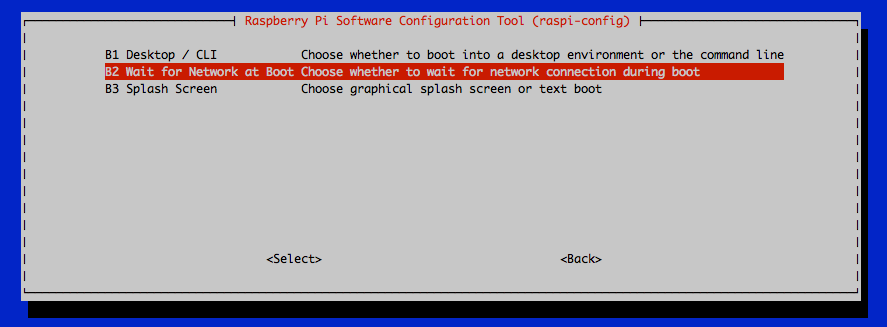 Raspberry Pi Software Configuration Tool (raspi-config)
B1 Desktop / CLI Choose whether to boot into a desktop environment or the command line
B2 Wait for Network at Boot Choose whether to wait for network connection during boot
B3 Splash Screen Choose graphical splash screen or text boot
<Select> <Back>